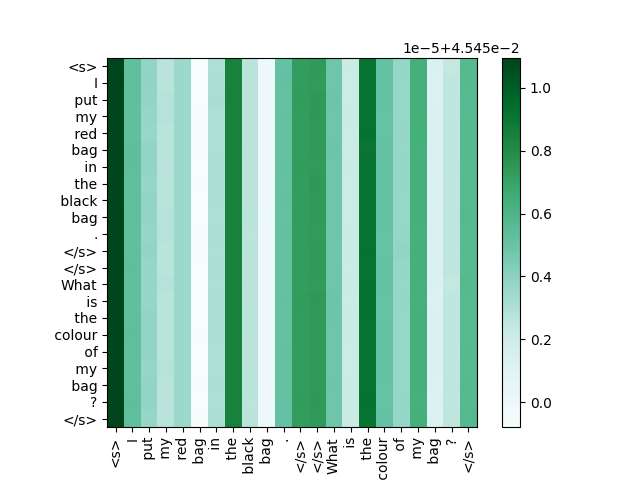 1e-5+4.545e-2
<s>
I
put
my
red
bag
in
the
black
bag
.
</s>
</s>
What
is
the
colour
of
my
bag
?
</s>
1.0
0.8
0.6
0.4
0.2
0.0
<s>
I
put
my
red
bag
in
the
black
bag
.
</s>
</s>
What
is
the
colour
of
my
bag
?
</s>